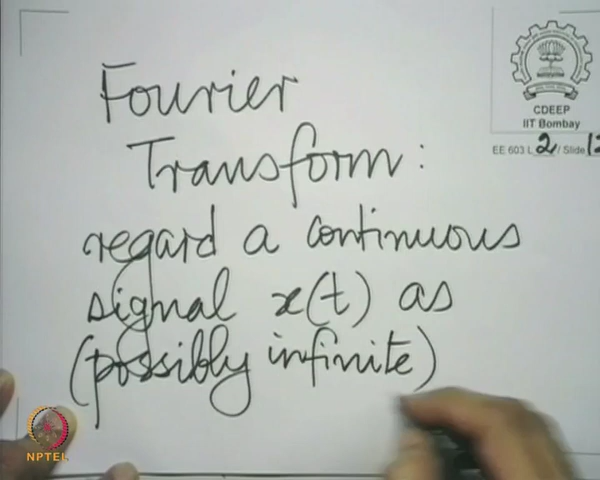 CDEEP
IIT Bombay
EE 603 L 2 / Slide 12
Fourier
Transform:
regard a continuous
signal x(t) as
(possibly infinite)
NPTEL